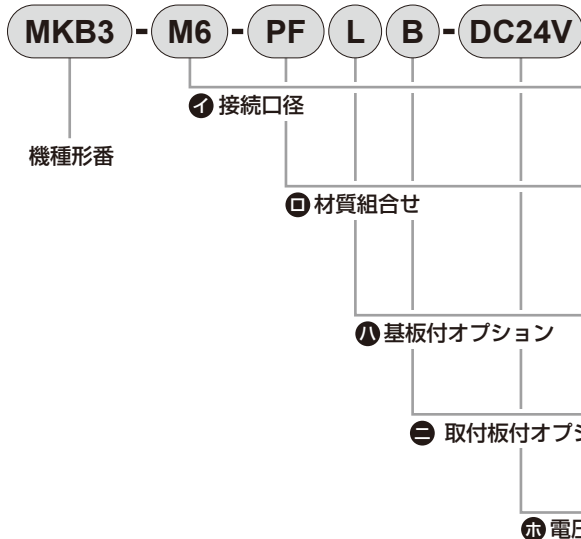 MKB3-M6-PFLB-DC24V
イ 接続口径
機種形番
ロ 材質組合せ
ハ 基板付オプション
ニ 取付板付オプシ
ホ 電圧